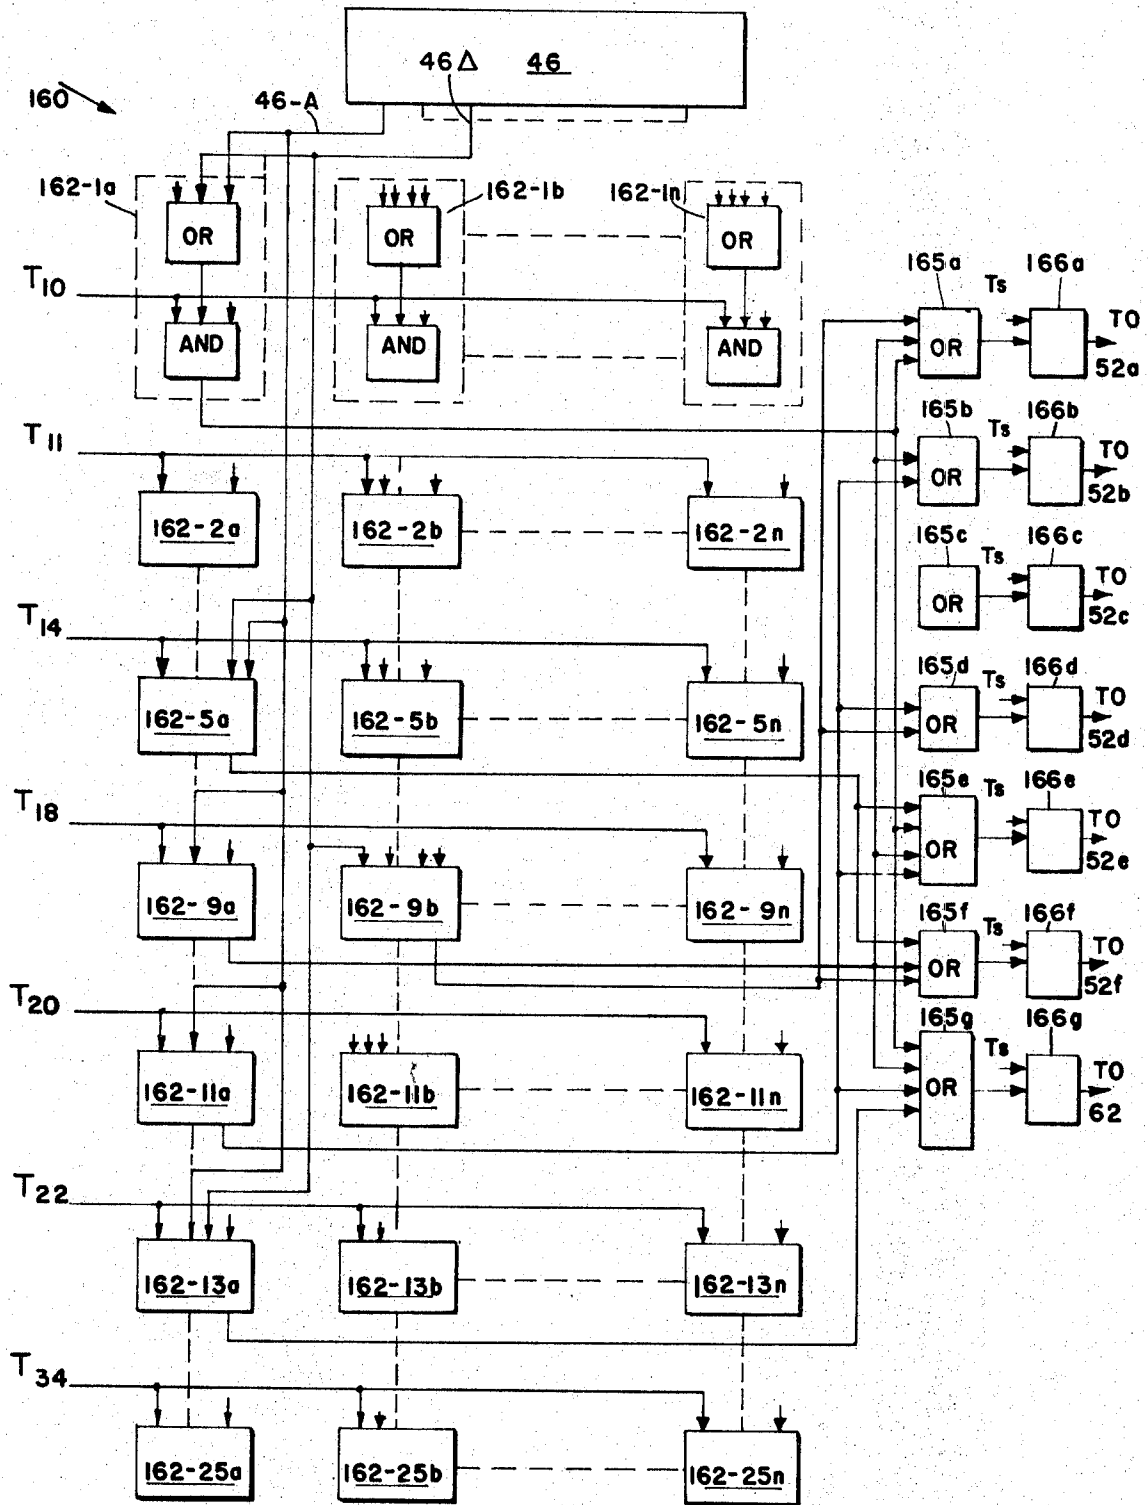 46Δ 46
160
46-A
162-1a
162-1b
162-1n
OR
OR
OR
T10
AND
AND
AND
165a
Ts
166a
OR
TO
52a
T11
165b
Ts
166b
OR
TO
52b
162-2a
162-2b
162-2n
165c
Ts
166c
OR
TO
52c
T14
165d
Ts
166d
OR
TO
52d
162-5a
162-5b
162-5n
T18
165e
Ts
166e
OR
TO
52e
162-9a
162-9b
162-9n
165f
Ts
166f
OR
TO
52f
T20
165g
Ts
166g
OR
TO
62
162-11a
162-11b
162-11n
T22
162-13a
162-13b
162-13n
T34
162-25a
162-25b
162-25n